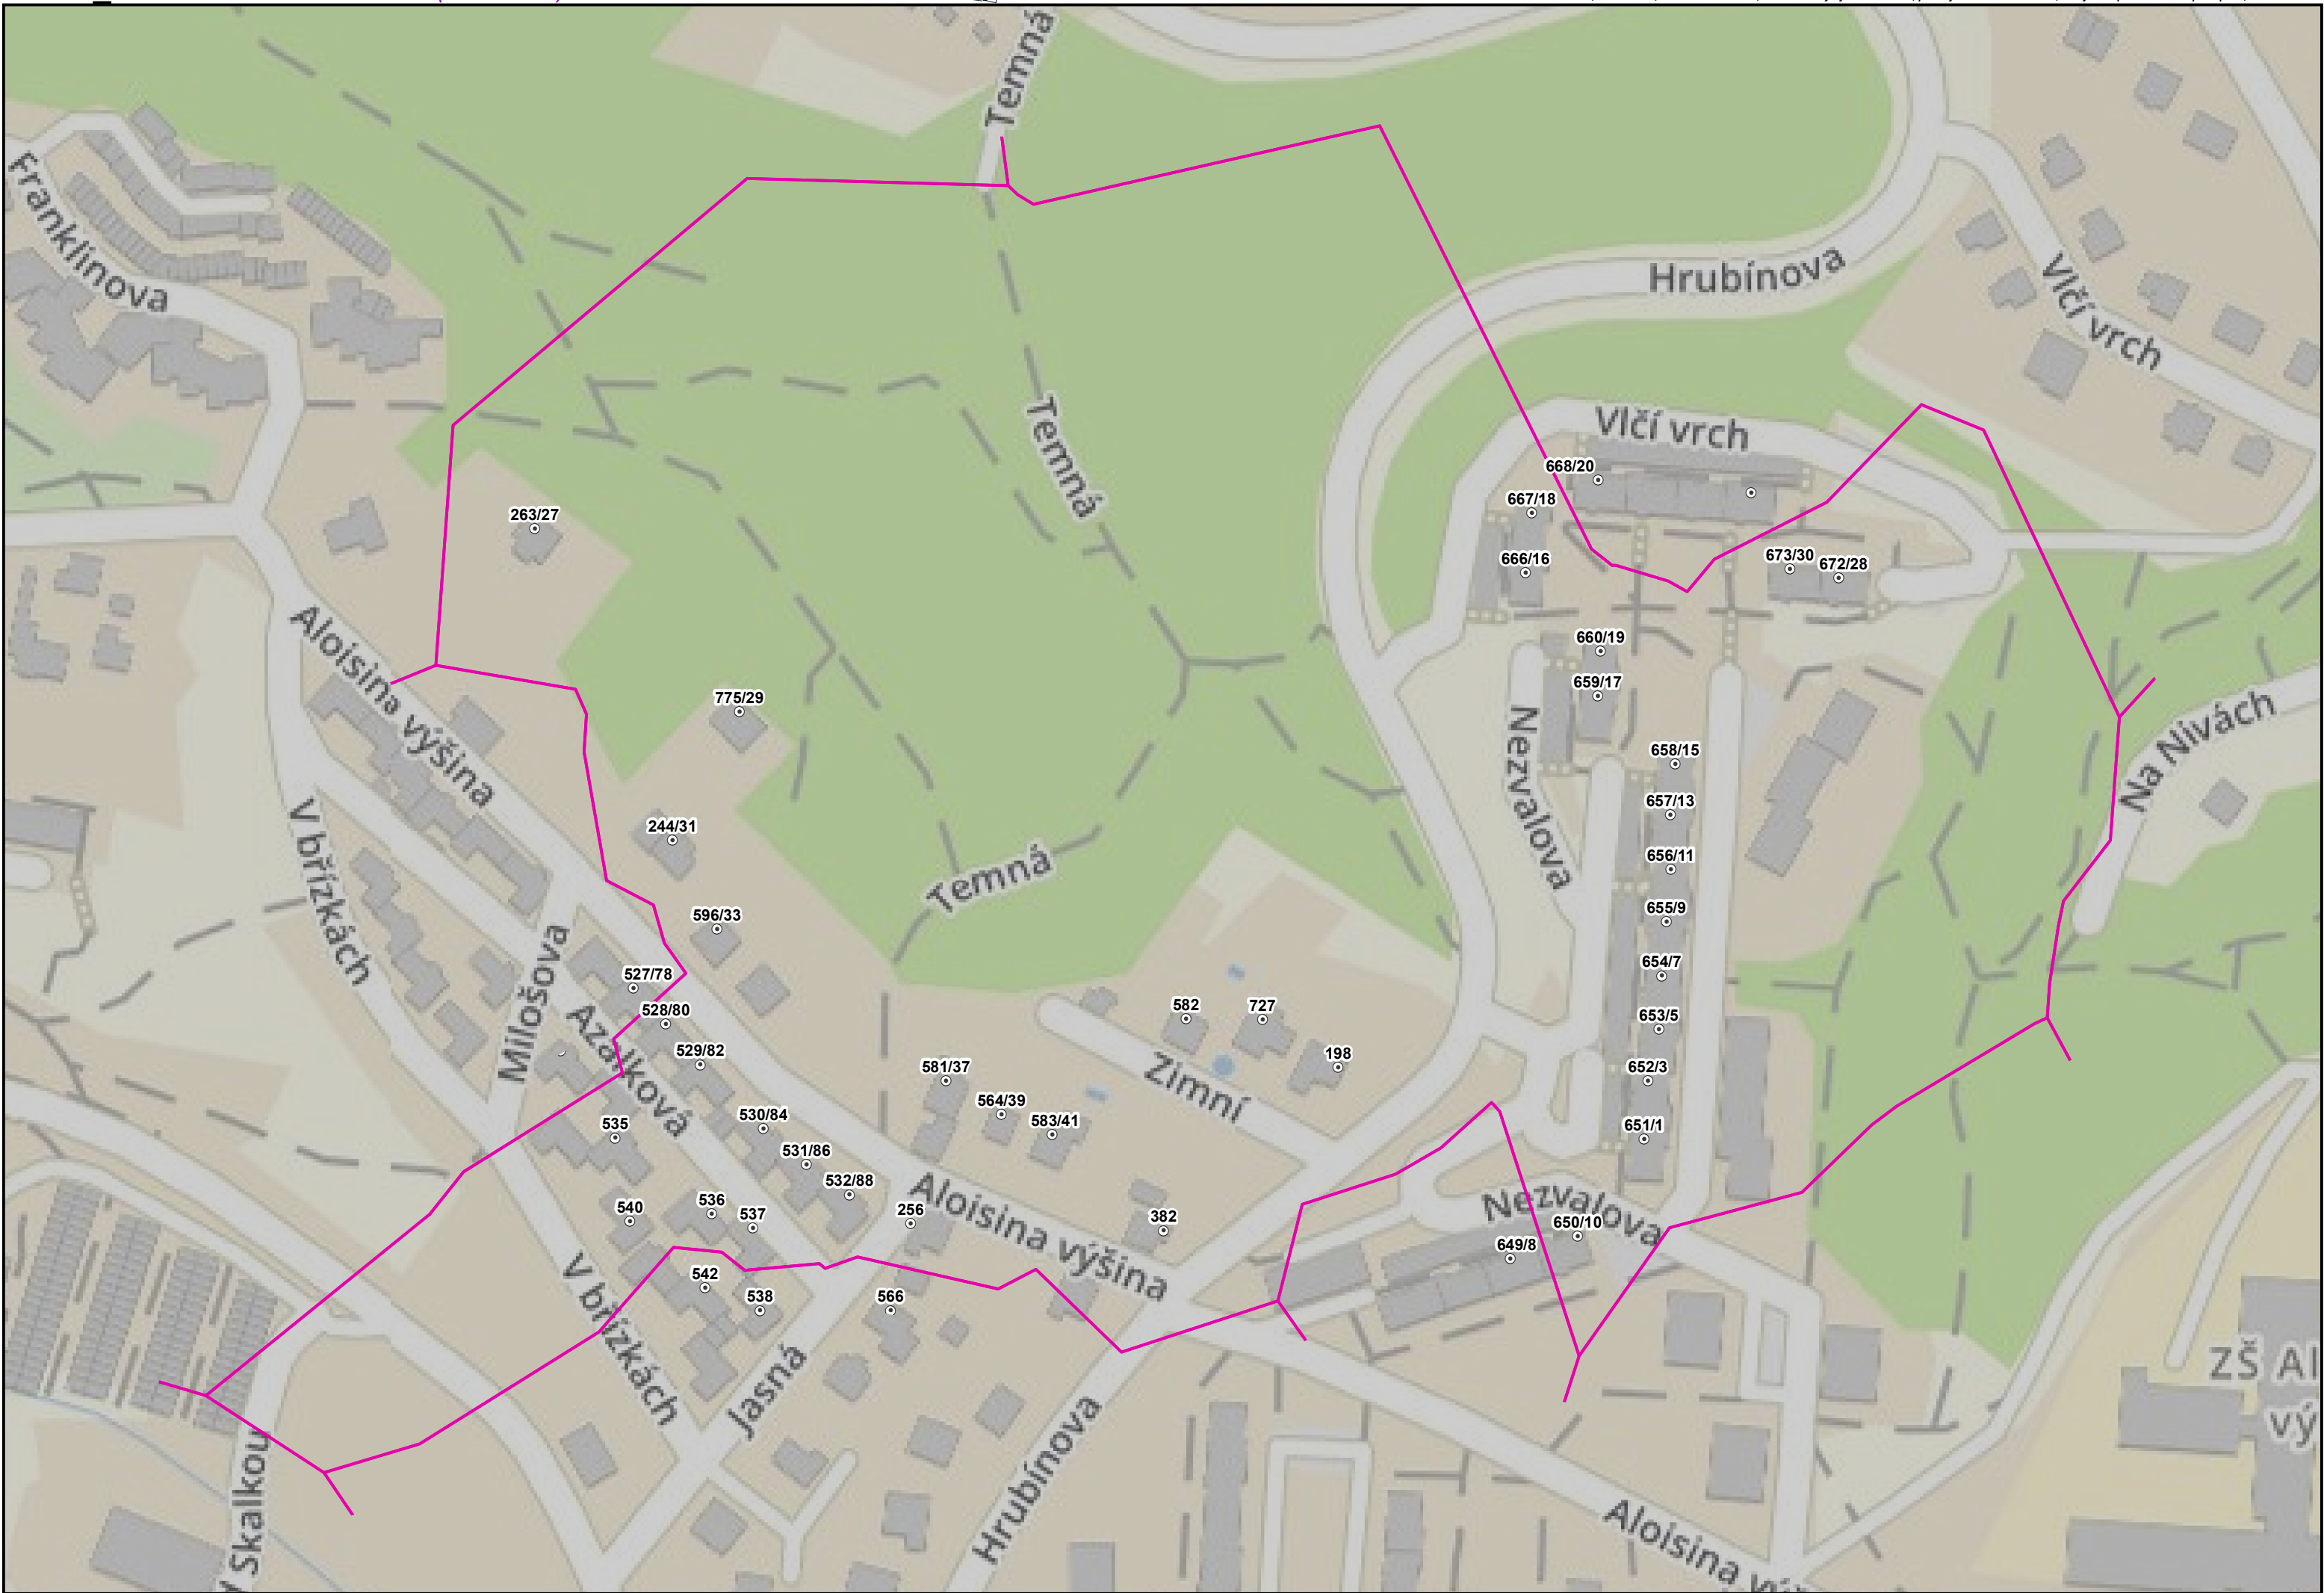 Temná
Franklinova
Hrubínova
Vlčí vrch
Vlčí vrch
Temná
668/20
667/18
263/27
666/16
673/30
672/28
Aloisina výšina
660/19
659/17
775/29
Nezvalova
Na Nivách
658/15
657/13
244/31
V břízkách
656/11
Temná
655/9
596/33
654/7
527/78
Milošova
528/80
Azalková
582
727
653/5
529/82
198
652/3
581/37
Zimní
564/39
583/41
530/84
535
651/1
531/86
532/88
536
540
537
256
Aloisina výšina
382
Nezvalova
650/10
649/8
542
538
566
V břízkách
Jasná
ZŠ Al
vý
Hrubínova
Skalkou
Aloisina